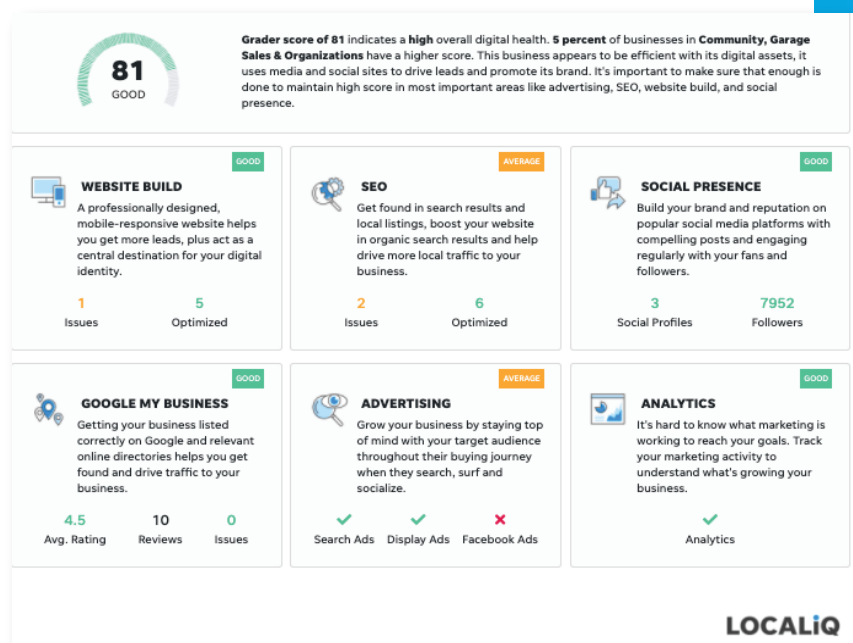 81
GOOD
Grader score of 81 indicates a high overall digital health. 5 percent of businesses in Community, Garage
Sales & Organizations have a higher score. This business appears to be efficient with its digital assets, it
uses media and social sites to drive leads and promote its brand. It's important to make sure that enough is
done to maintain high score in most important areas like advertising, SEO, website build, and social
presence.
GOOD
WEBSITE BUILD
A professionally designed,
mobile-responsive website helps
you get more leads, plus act as a
central destination for your digital
identity.
1
Issues
5
Optimized
AVERAGE
SEO
Get found in search results and
local listings, boost your website
in organic search results and help
drive more local traffic to your
business.
2
Issues
6
Optimized
GOOD
SOCIAL PRESENCE
Build your brand and reputation on
popular social media platforms with
compelling posts and engaging
regularly with your fans and
followers.
3
Social Profiles
7952
Followers
GOOD
GOOGLE MY BUSINESS
Getting your business listed
correctly on Google and relevant
online directories helps you get
found and drive traffic to your
business.
4.5
Avg. Rating
10
Reviews
0
Issues
AVERAGE
ADVERTISING
Grow your business by staying top
of mind with your target audience
throughout their buying journey
when they search, surf and
socialize.
Search Ads
Display Ads
Facebook Ads
GOOD
ANALYTICS
It's hard to know what marketing is
working to reach your goals. Track
your marketing activity to
understand what's growing your
business.
Analytics
LOCALiQ